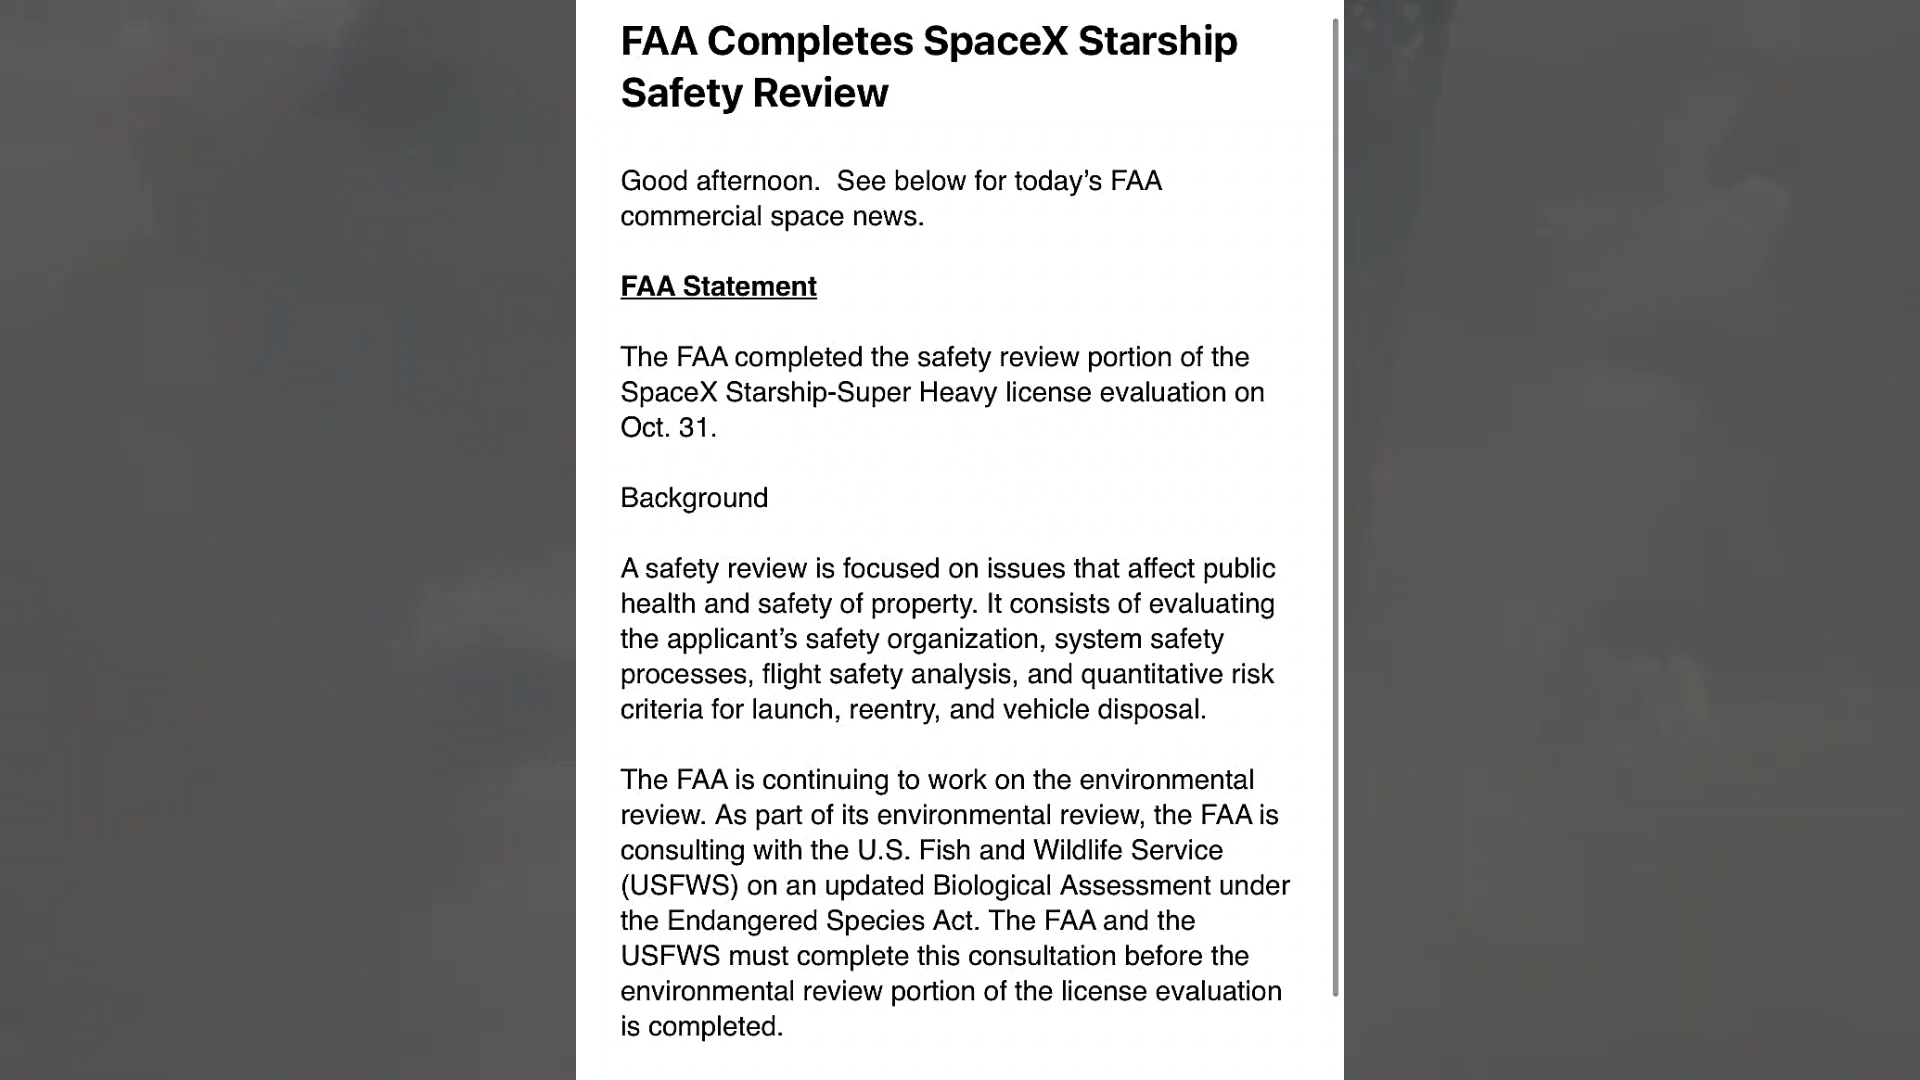 FAA Completes SpaceX Starship
Safety Review
Good afternoon.  See below for today’s FAA
commercial space news.
FAA Statement
The FAA completed the safety review portion of the
SpaceX Starship-Super Heavy license evaluation on
Oct. 31.
Background
A safety review is focused on issues that affect public
health and safety of property. It consists of evaluating
the applicant’s safety organization, system safety
processes, flight safety analysis, and quantitative risk
criteria for launch, reentry, and vehicle disposal.
The FAA is continuing to work on the environmental
review. As part of its environmental review, the FAA is
consulting with the U.S. Fish and Wildlife Service
(USFWS) on an updated Biological Assessment under
the Endangered Species Act. The FAA and the
USFWS must complete this consultation before the
environmental review portion of the license evaluation
is completed.